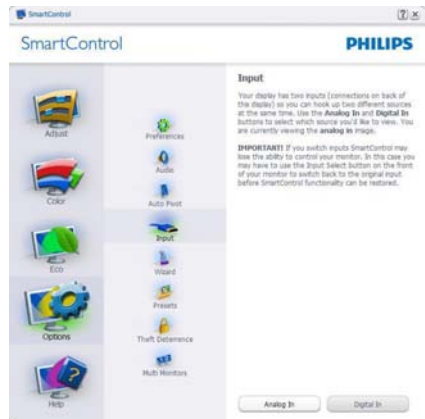 SmartControl
SmartControl
PHILIPS
Adjust
Color
Eco
Options
Help
Preferences
Audio
Auto Pivot
Input
Wizard
Presets
Theft Deterrence
Multi Monitors
Input
Your display has two inputs (connections on back of
the display) so you can hook up two different sources
at the same time. Use the Analog In and Digital In
buttons to select which source you'd like to view. You
are currently viewing the analog in image.
IMPORTANT! If you switch inputs SmartControl may
lose the ability to control your monitor. In this case you
may have to use the Input Select button on the front
of your monitor to switch back to the original input
before SmartControl functionality can be restored.
Analog In
Digital In